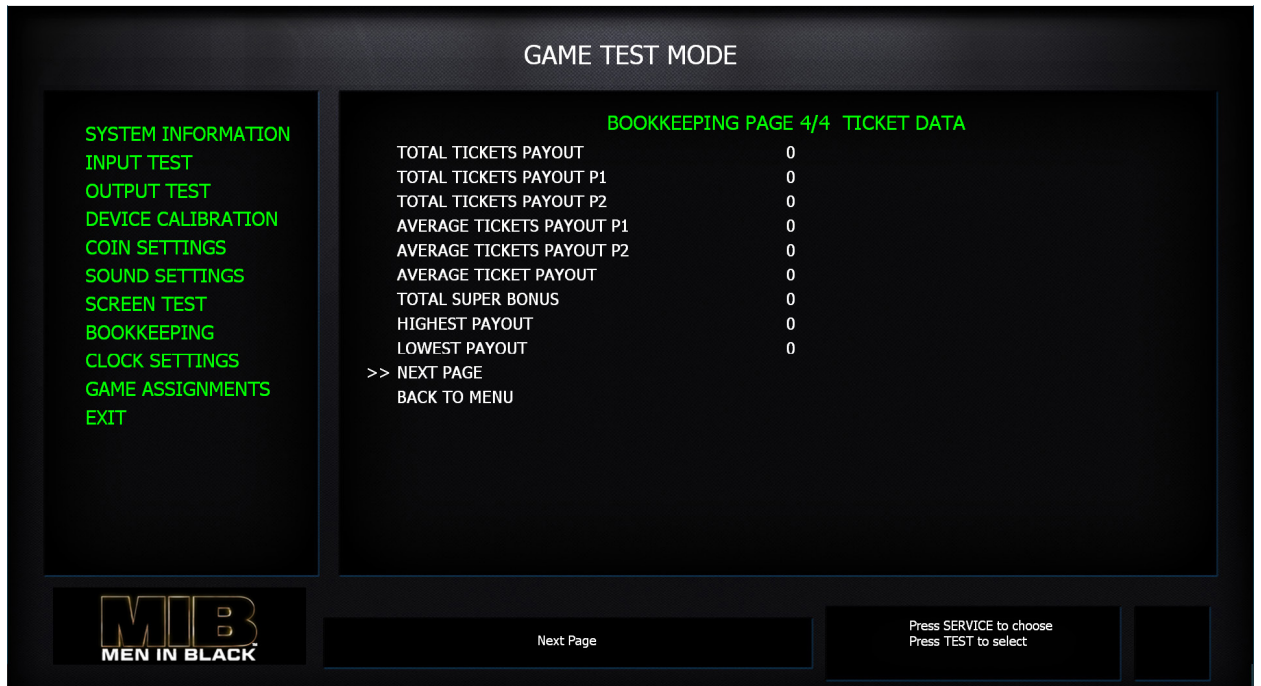 GAME TEST MODE
SYSTEM INFORMATION
INPUT TEST
OUTPUT TEST
DEVICE CALIBRATION
COIN SETTINGS
SOUND SETTINGS
SCREEN TEST
BOOKKEEPING
CLOCK SETTINGS
GAME ASSIGNMENTS
EXIT
BOOKKEEPING PAGE 4/4 TICKET DATA
TOTAL TICKETS PAYOUT 0
TOTAL TICKETS PAYOUT P1 0
TOTAL TICKETS PAYOUT P2 0
AVERAGE TICKETS PAYOUT P1 0
AVERAGE TICKETS PAYOUT P2 0
AVERAGE TICKET PAYOUT 0
TOTAL SUPER BONUS 0
HIGHEST PAYOUT 0
LOWEST PAYOUT 0
>> NEXT PAGE
BACK TO MENU
MIB™
MEN IN BLACK
Next Page
Press SERVICE to choose
Press TEST to select